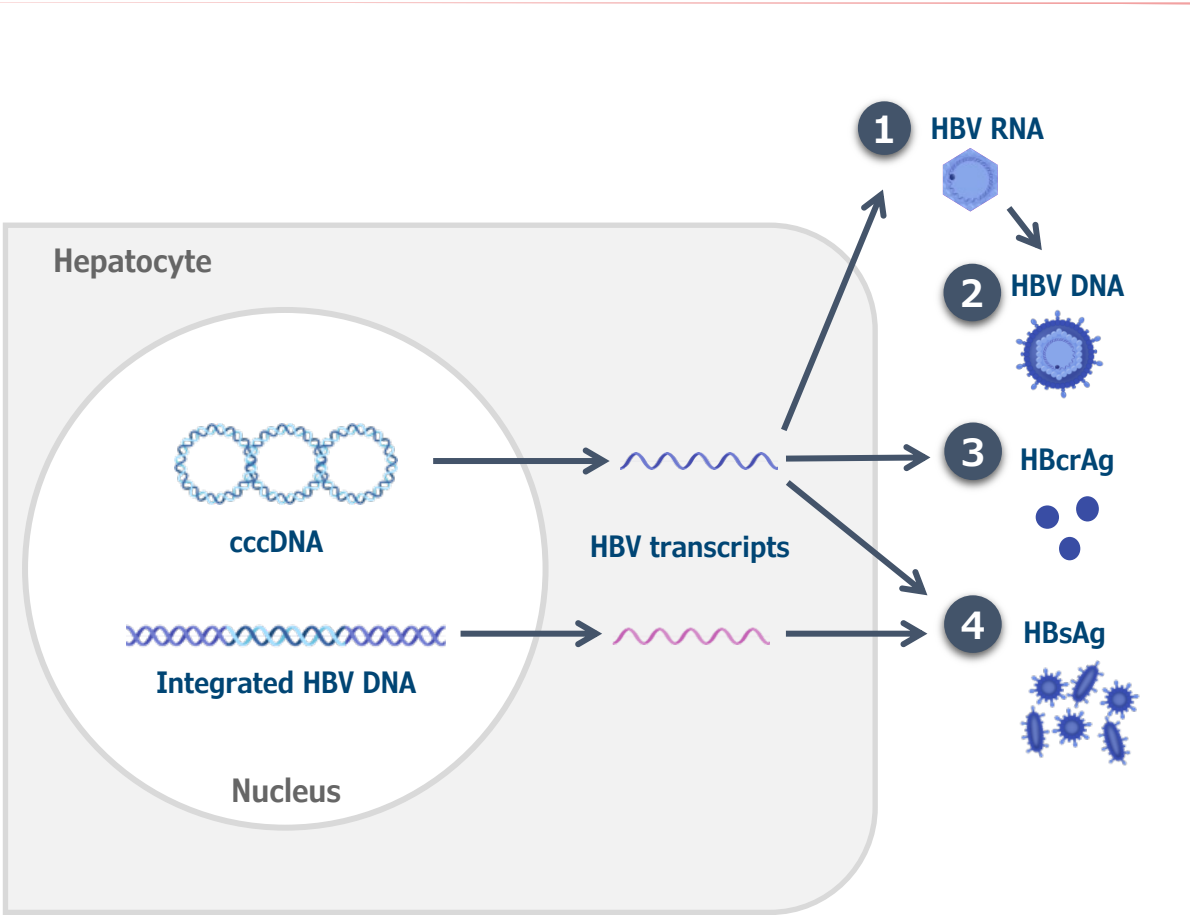 1 HBV RNA
Hepatocyte
2 HBV DNA
3 HBcrAg
cccDNA
HBV transcripts
4 HBsAg
Integrated HBV DNA
Nucleus